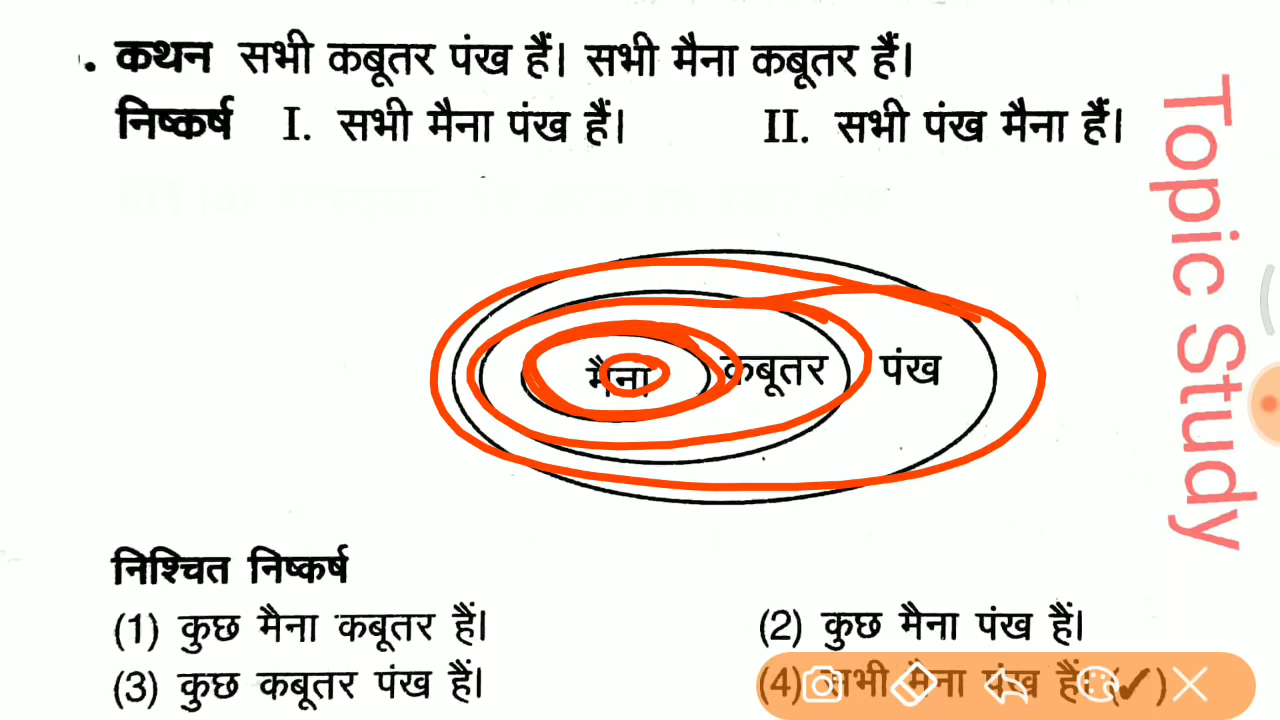 . कथन सभी कबूतर पंख हैं। सभी मैना कबूतर हैं।
निष्कर्ष I. सभी मैना पंख हैं। II. सभी पंख मैना हैं।
मैना कबूतर पंख
निश्चित निष्कर्ष
(1) कुछ मैना कबूतर हैं। (2) कुछ मैना पंख हैं।
(3) कुछ कबूतर पंख हैं। (4) सभी मैना पंख हैं। (✓)
Topic Study